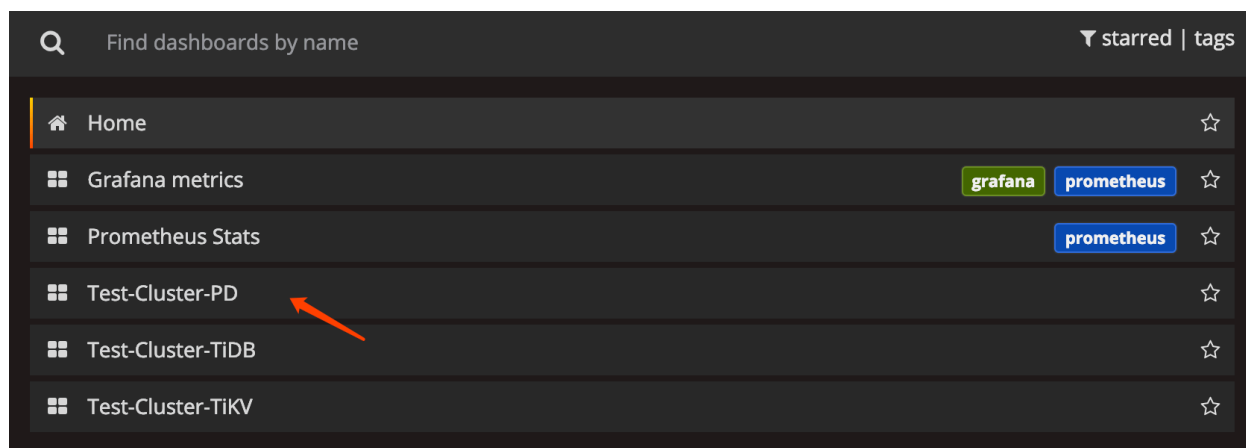 Find dashboards by name
starred | tags
Home
Grafana metrics grafana prometheus
Prometheus Stats prometheus
Test-Cluster-PD
Test-Cluster-TiDB
Test-Cluster-TiKV